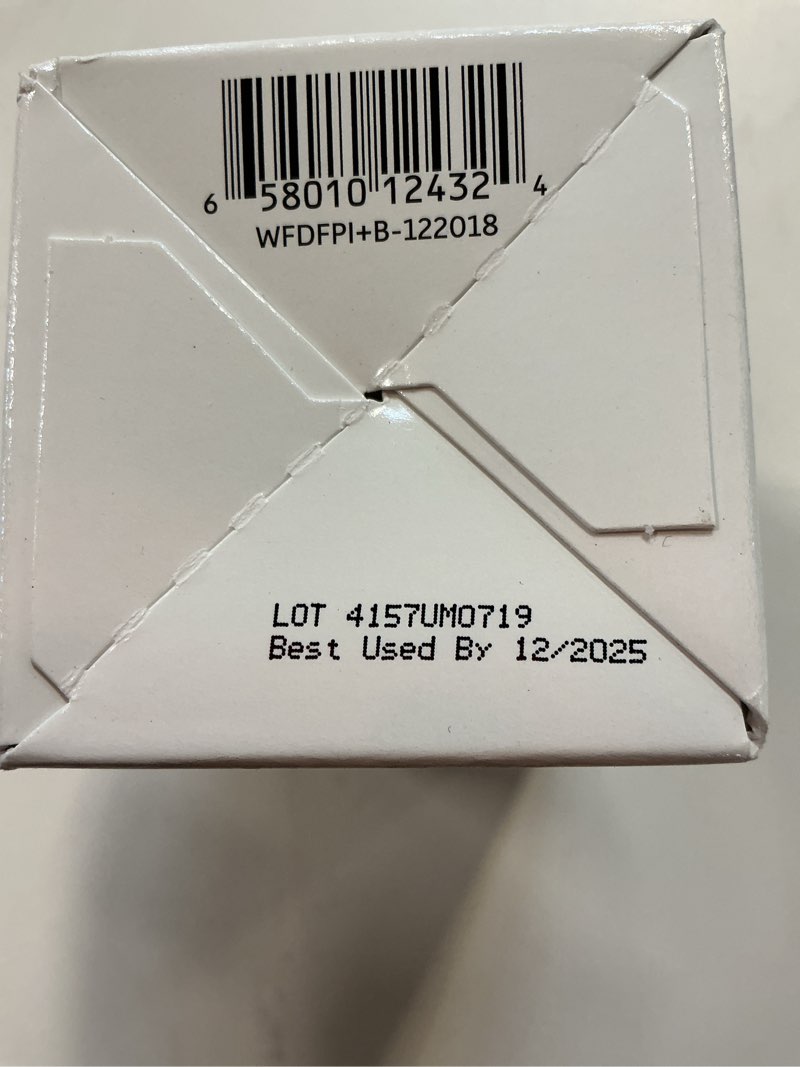 6 58010 12432 4
WFDFPI+B-122018
LOT 4157UM0719
Best Used By 12/2025